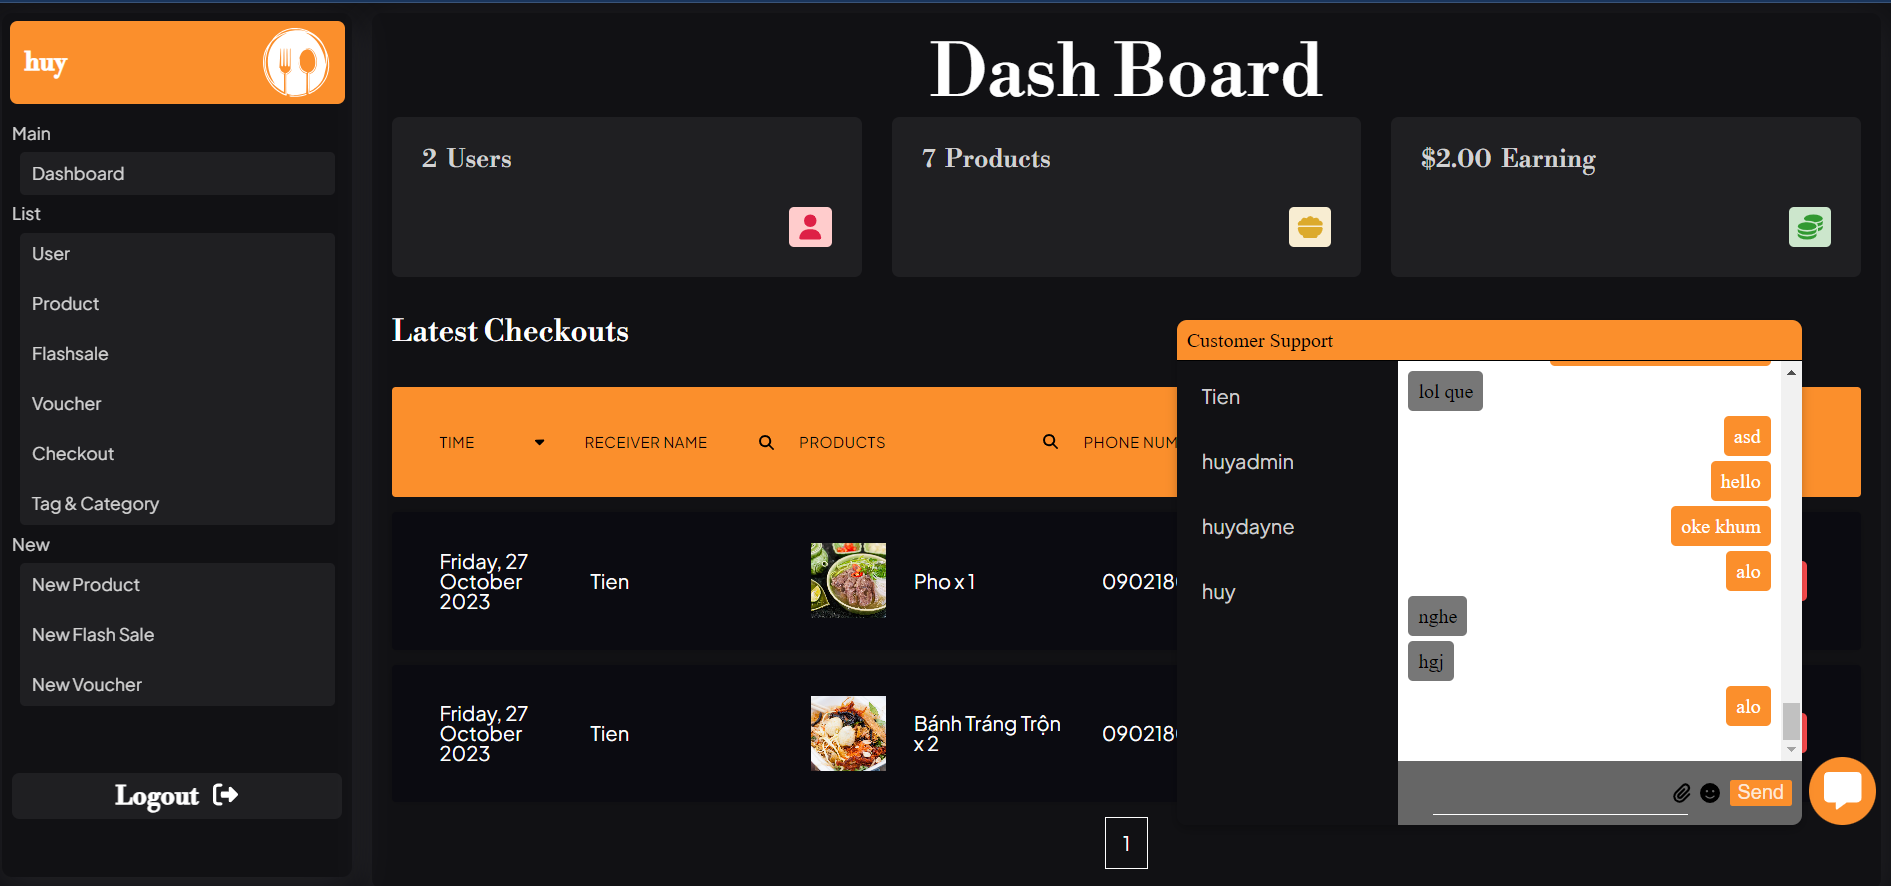 huy
Main
Dashboard
List
User
Product
Flashsale
Voucher
Checkout
Tag & Category
New
New Product
New Flash Sale
New Voucher
Logout
Dash Board
2 Users
7 Products
$2.00 Earning
Latest Checkouts
TIME
RECEIVER NAME
PRODUCTS
PHONE NUM
Friday, 27
October
2023
Tien
Pho x 1
090218
Friday, 27
October
2023
Tien
Bánh Tráng Trộn
x 2
090218
1
Customer Support
Tien
huyadmin
huydayne
huy
lol que
asd
hello
oke khum
alo
nghe
hgj
alo
Send